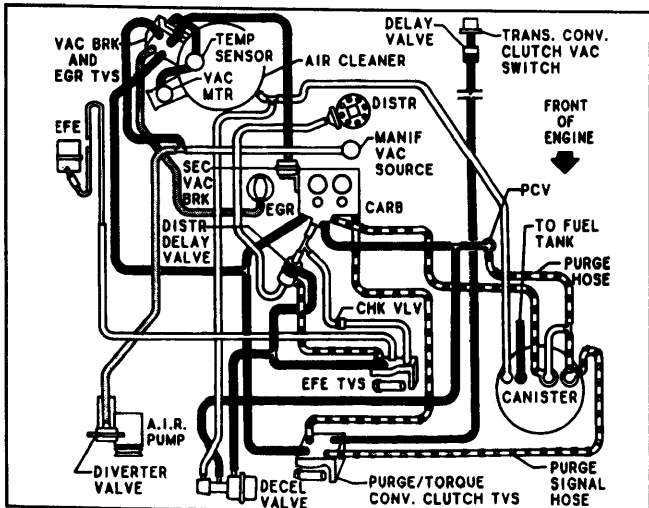 VAC BRK
AND
EGR TVS
TEMP
SENSOR
VAC
MTR
AIR CLEANER
DELAY
VALVE
TRANS. CONV.
CLUTCH VAC
SWITCH
DISTR
FRONT
OF
ENGINE
EFE
MANIF
VAC
SOURCE
SEC
VAC
BRK
EGR
CARB
PCV
DISTR
DELAY
VALVE
TO FUEL
TANK
PURGE
HOSE
CHK VLV
EFE TVS
CANISTER
A.I.R.
PUMP
DIVERTER
VALVE
DECEL
VALVE
PURGE/TORQUE
CONV. CLUTCH TVS
PURGE
SIGNAL
HOSE